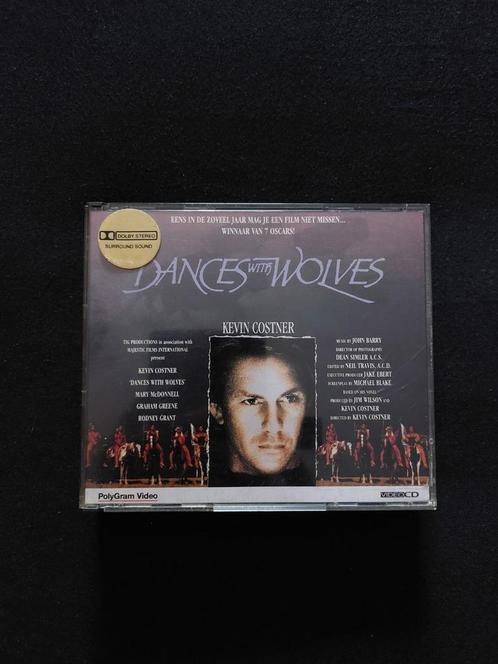 EENS IN DE ZOVEEL JAAR MAG JE EEN FILM NIET MISSEN...
WINNAAR VAN 7 OSCARS!
DOLBY STEREO
SURROUND SOUND
DANCES WITH WOLVES
KEVIN COSTNER
TIG PRODUCTIONS in association with
MAJESTIC FILMS INTERNATIONAL
present
KEVIN COSTNER
'DANCES WITH WOLVES'
MARY McDONNELL
GRAHAM GREENE
RODNEY GRANT
MUSIC BY JOHN BARRY
DIRECTOR OF PHOTOGRAPHY
DEAN SEMLER A.C.S.
EDITED BY NEIL TRAVIS, A.C.D.
EXECUTIVE PRODUCER JAKE EBERT
SCREENPLAY BY MICHAEL BLAKE
BASED ON HIS NOVEL
PRODUCED BY JIM WILSON AND
KEVIN COSTNER
DIRECTED BY KEVIN COSTNER
PolyGram Video
VIDEO CD